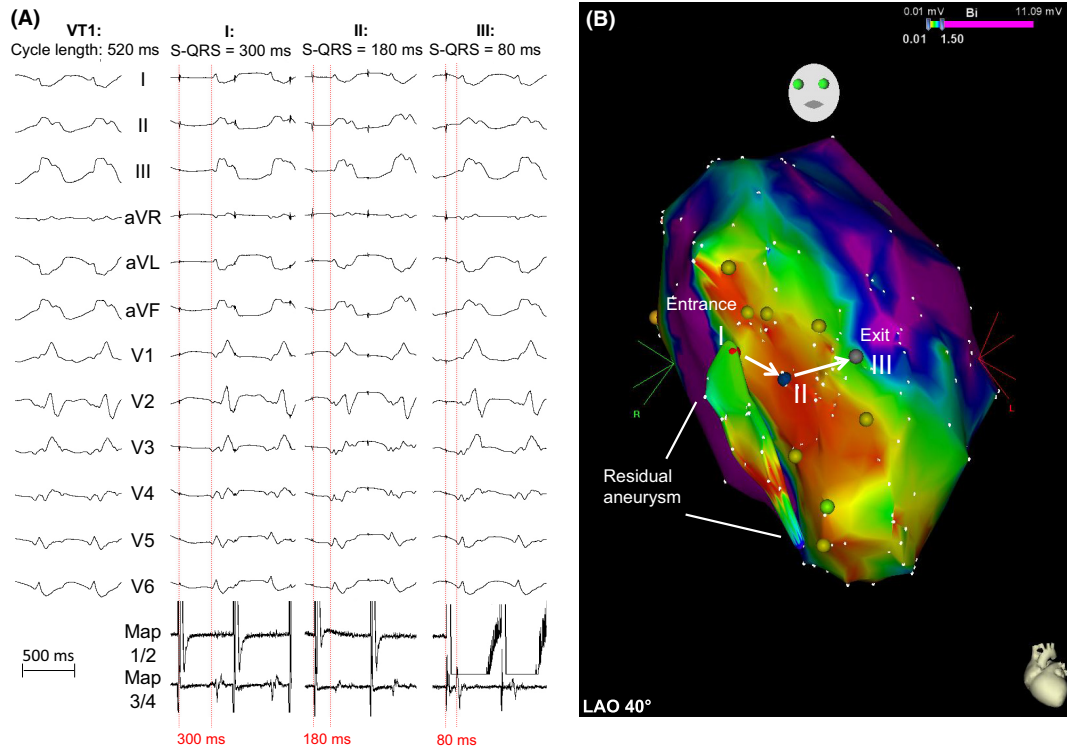 (A)
VT1:
Cycle length: 520 ms
I:
S-QRS = 300 ms
II:
S-QRS = 180 ms
III:
S-QRS = 80 ms
I
II
III
aVR
aVL
aVF
V1
V2
V3
V4
V5
V6
Map
1/2
Map
3/4
500 ms
300 ms
180 ms
80 ms
(B)
0.01 mV Bi 11.09 mV
0.01 1.50
Entrance
I
Exit
II
III
R
L
Residual
aneurysm
LAO 40°